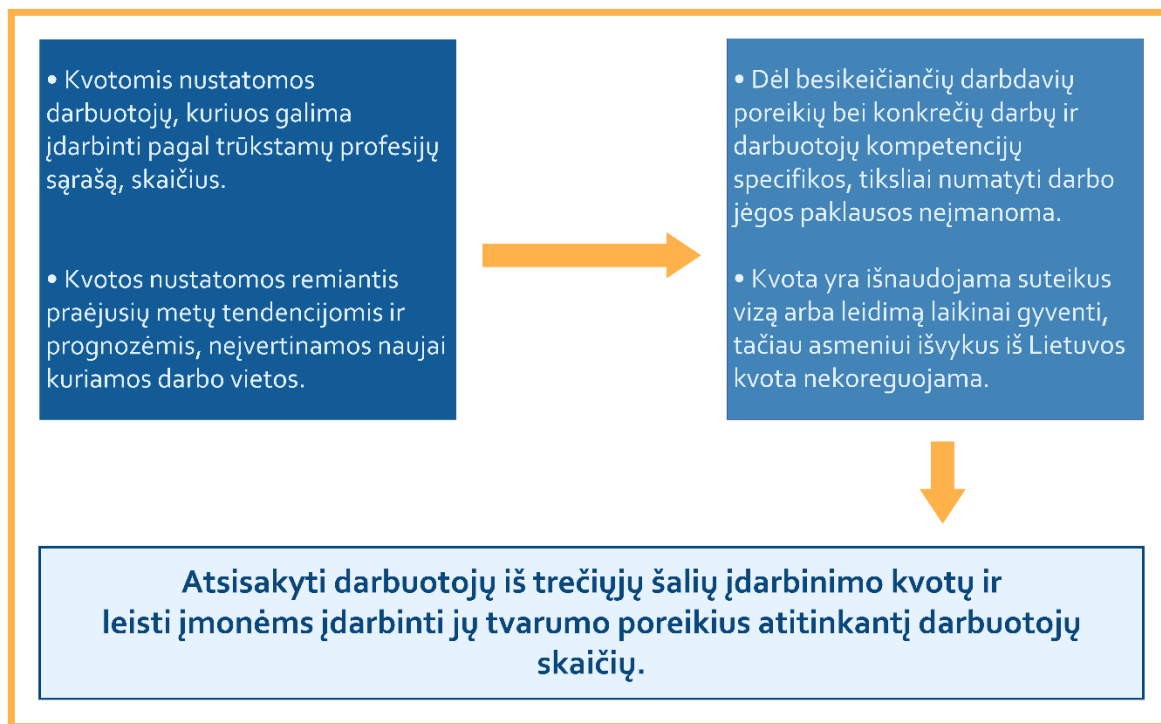 • Kvotomis nustatomos
darbuotojų, kuriuos galima
įdarbinti pagal trūkstamų profesijų
sąrašą, skaičius.
• Kvotos nustatomos remiantis
praėjusių metų tendencijomis ir
prognozėmis, neįvertinamos naujai
kuriamos darbo vietos.
• Dėl besikeičiančių darbdavių
poreikių bei konkrečių darbų ir
darbuotojų kompetencijų
specifikos, tiksliai numatyti darbo
jėgos paklausos neįmanoma.
• Kvota yra išnaudojama suteikus
vizą arba leidimą laikinai gyventi,
tačiau asmeniui išvykus iš Lietuvos
kvota nekoreguojama.
Atsisakyti darbuotojų iš trečiųjų šalių įdarbinimo kvotų ir
leisti įmonėms įdarbinti jų tvarumo poreikius atitinkantį darbuotojų
skaičių.